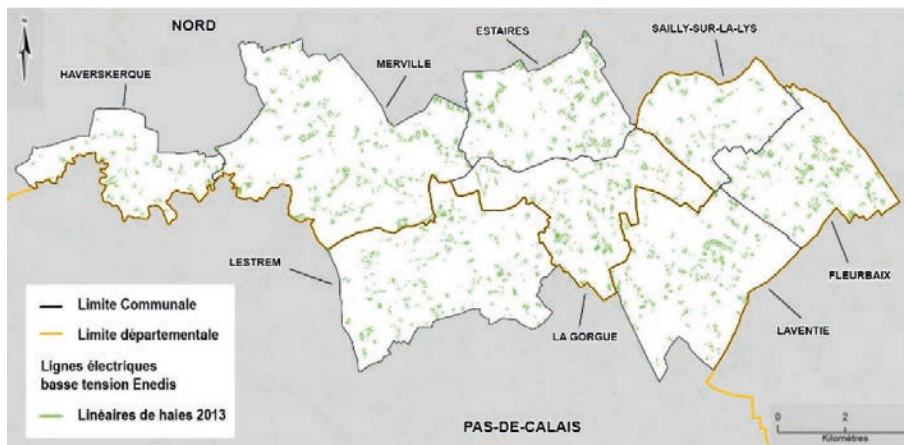 N
NORD
ESTAIRES
SAILLY-SUR-LA-LYS
MERVILLE
HAVERSKERQUE
LESTREM
FLEURBAIX
LA GORGUE
LAVENTIE
Limite Communale
Limite départementale
Lignes électriques
basse tension Enedis
Linéaires de haies 2013
PAS-DE-CALAIS
0 2
Kilomètres